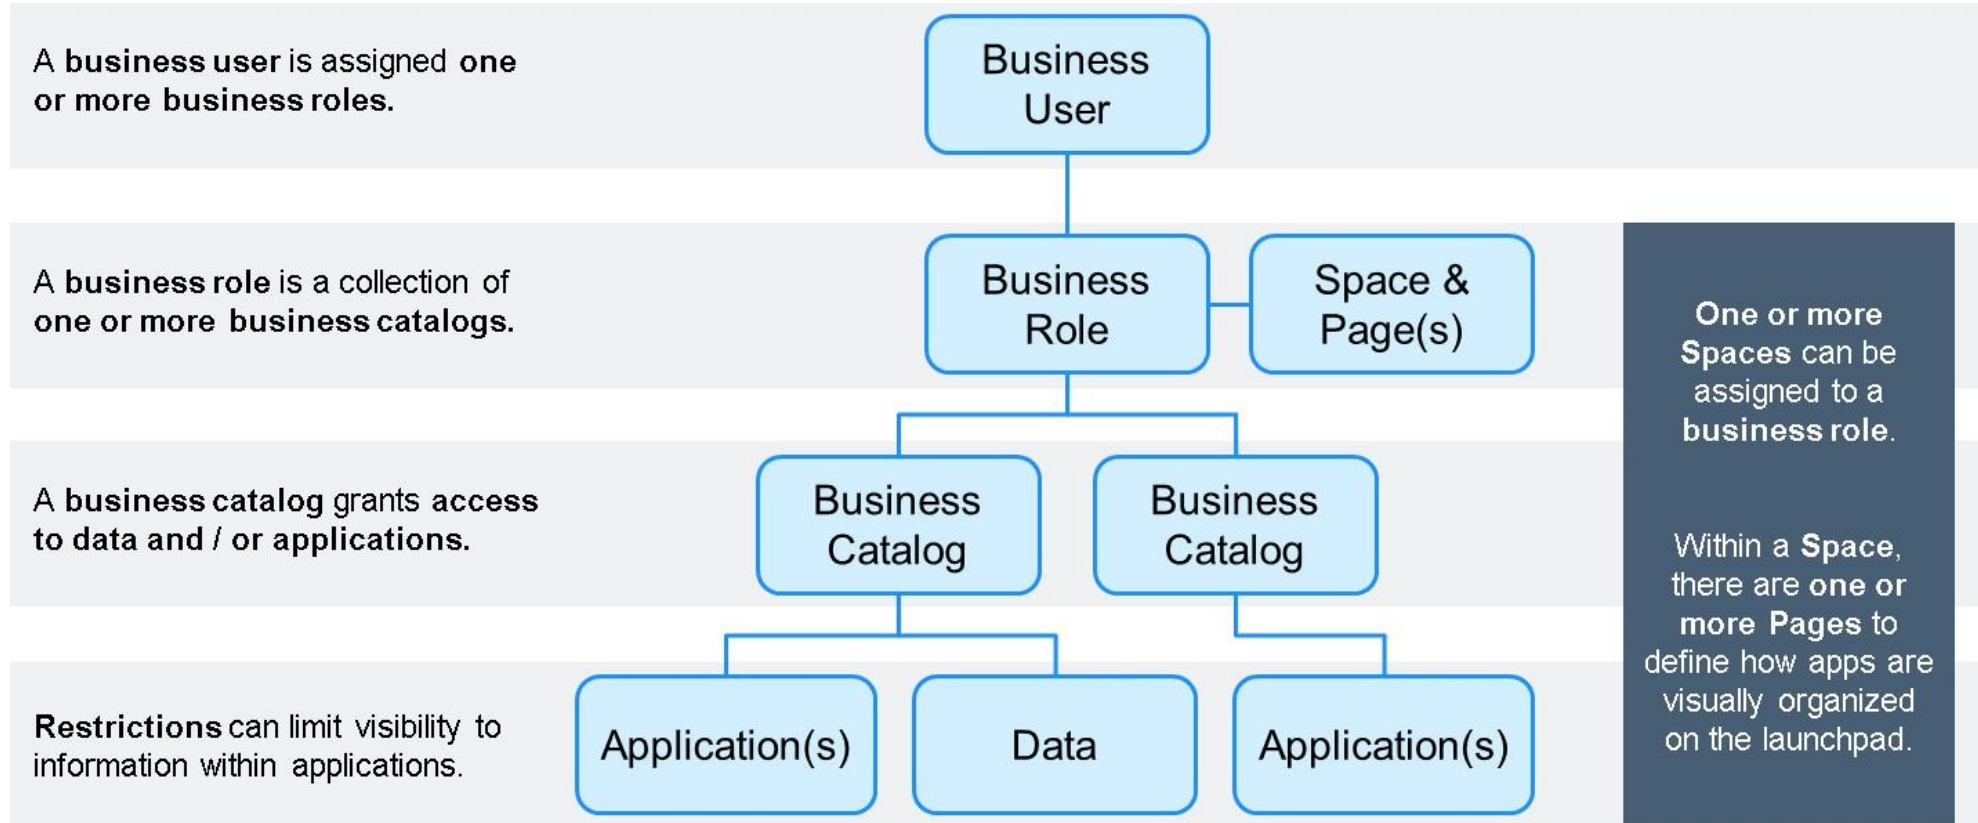 A business user is assigned one
or more business roles.
Business
User
A business role is a collection of
one or more business catalogs.
Business
Role
Space &
Page(s)
One or more
Spaces can be
assigned to a
business role.
A business catalog grants access
to data and / or applications.
Business
Catalog
Business
Catalog
Within a Space,
there are one or
more Pages to
define how apps are
visually organized
on the launchpad.
Restrictions can limit visibility to
information within applications.
Application(s)
Data
Application(s)